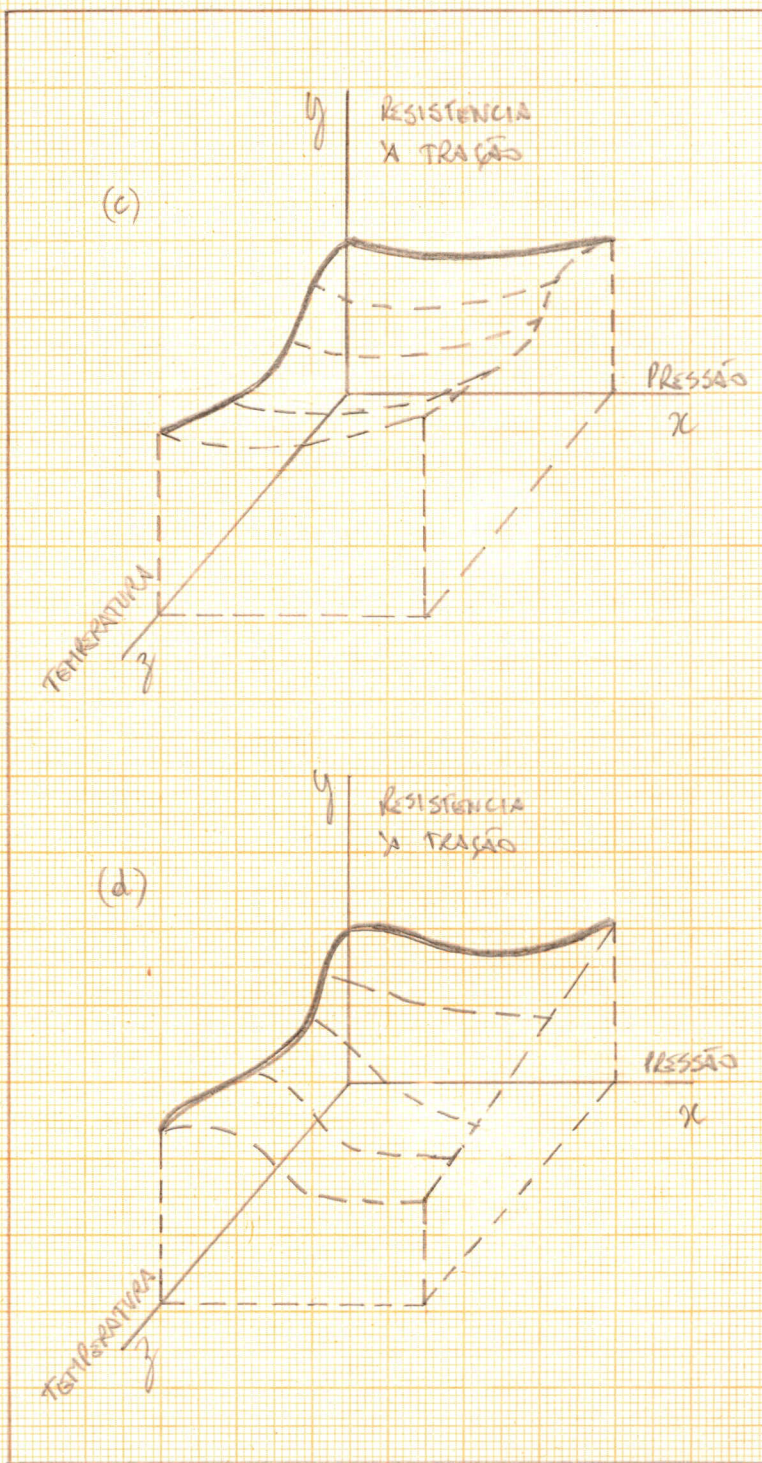 y
RESISTENCIA
'A TRAÇÃO
(c)
PRESSÃO
x
TEMPERATURA
z
y
RESISTENCIA
'A TRAÇÃO
(d)
PRESSÃO
x
TEMPERATURA
z